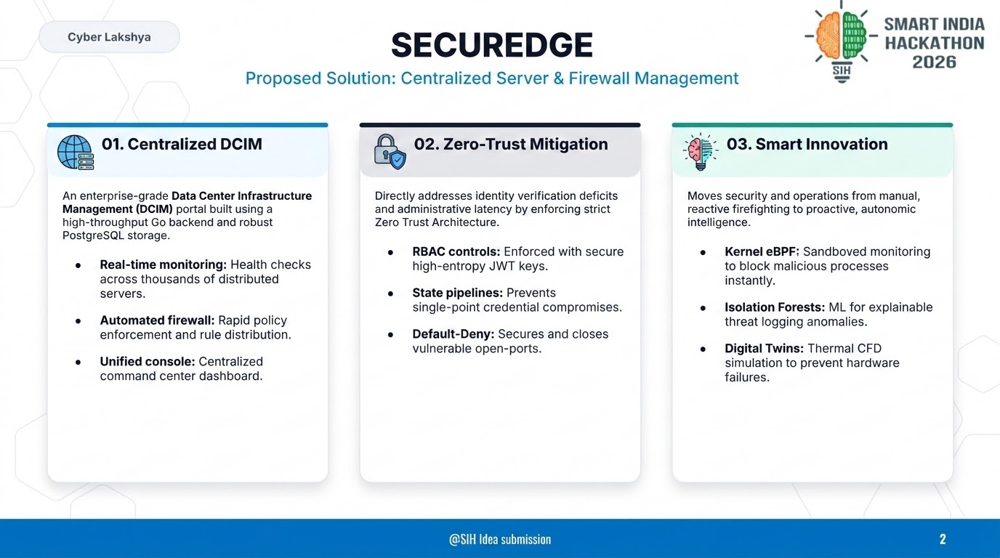 Cyber Lakshya
SECUREDGE
Proposed Solution: Centralized Server & Firewall Management
SMART INDIA
HACKATHON
2026
SIH
01. Centralized DCIM
An enterprise-grade Data Center Infrastructure
Management (DCIM) portal built using a
high-throughput Go backend and robust
PostgreSQL storage.
● Real-time monitoring: Health checks
across thousands of distributed
servers.
● Automated firewall: Rapid policy
enforcement and rule distribution.
● Unified console: Centralized
command center dashboard.
02. Zero-Trust Mitigation
Directly addresses identity verification deficits
and administrative latency by enforcing strict
Zero Trust Architecture.
● RBAC controls: Enforced with secure
high-entropy JWT keys.
● State pipelines: Prevents
single-point credential compromises.
● Default-Deny: Secures and closes
vulnerable open-ports.
03. Smart Innovation
Moves security and operations from manual,
reactive firefighting to proactive, autonomic
intelligence.
● Kernel eBPF: Sandboved monitoring
to block malicious processes
instantly.
● Isolation Forests: ML for explainable
threat logging anomalies.
● Digital Twins: Thermal CFD
simulation to prevent hardware
failures.
@SIH Idea submission
2